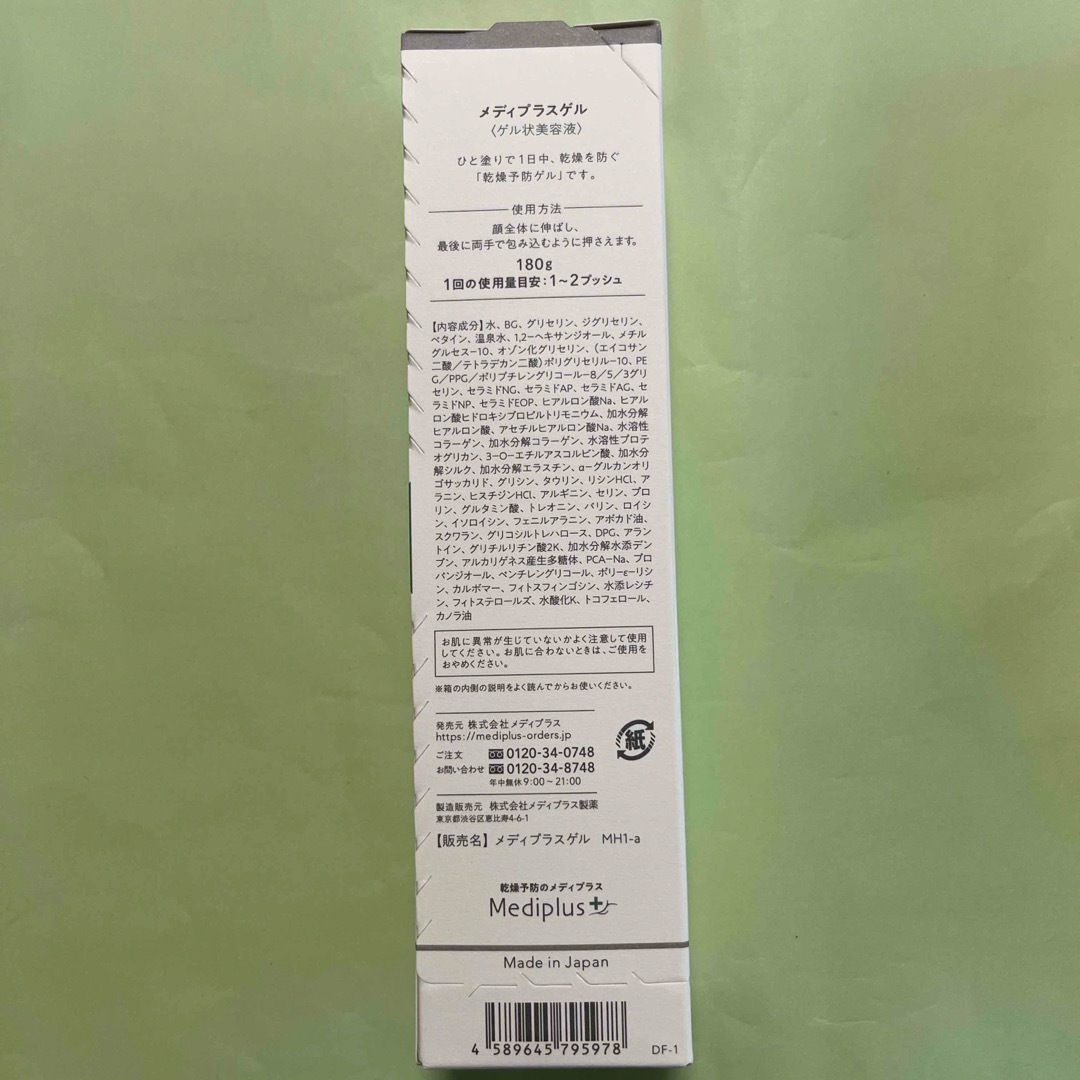 メディプラスゲル
〈ゲル状美容液〉
ひと塗りで1日中、乾燥を防ぐ
「乾燥予防ゲル」です。
使用方法
顔全体に伸ばし、
最後に両手で包み込むように押さえます。
180g
1回の使用量目安:1〜2プッシュ
【内容成分】水、BG、グリセリン、ジグリセリン、
ベタイン、温泉水、1,2−ヘキサンジオール、メチル
グルセス−10、オゾン化グリセリン、(エイコサン
二酸/テトラデカン二酸)ポリグリセリル−10、PE
G/PPG/ポリブチレングリコール−8/5/3グリ
セリン、セラミドNG、セラミドAP、セラミドAG、セ
ラミドNP、セラミドEOP、ヒアルロン酸Na、ヒアル
ロン酸ヒドロキシプロピルトリモニウム、加水分解
ヒアルロン酸、アセチルヒアルロン酸Na、水溶性
コラーゲン、加水分解コラーゲン、水溶性プロテ
オグリカン、3−O−エチルアスコルビン酸、加水分
解シルク、加水分解エラスチン、α−グルカンオリ
ゴサッカリド、グリシン、タウリン、リシンHCl、ア
ラニン、ヒスチジンHCl、アルギニン、セリン、プロ
リン、グルタミン酸、トレオニン、バリン、ロイシ
ン、イソロイシン、フェニルアラニン、アボカド油、
スクワラン、グリコシルトレハロース、DPG、アラン
トイン、グリチルリチン酸2K、加水分解水添デン
プン、アルカリゲネス産生多糖体、PCA−Na、プロ
パンジオール、ペンチレングリコール、ポリ−ε−リシ
ン、カルボマー、フィトスフィンゴシン、水添レシチ
ン、フィトステロールズ、水酸化K、トコフェロール、
カノラ油
お肌に異常が生じていないかよく注意して使用
してください。お肌に合わないときは、ご使用を
おやめください。
※箱の内側の説明をよく読んでからお使いください。
発売元 株式会社メディプラス
https://mediplus-orders.jp
ご注文 0120-34-0748
お問い合わせ 0120-34-8748
年中無休9:00〜21:00
紙
製造販売元 株式会社メディプラス製薬
東京都渋谷区恵比寿4-6-1
【販売名】メディプラスゲル MH1-a
乾燥予防のメディプラス
Mediplus
Made in Japan
4 589645 795978
DF-1